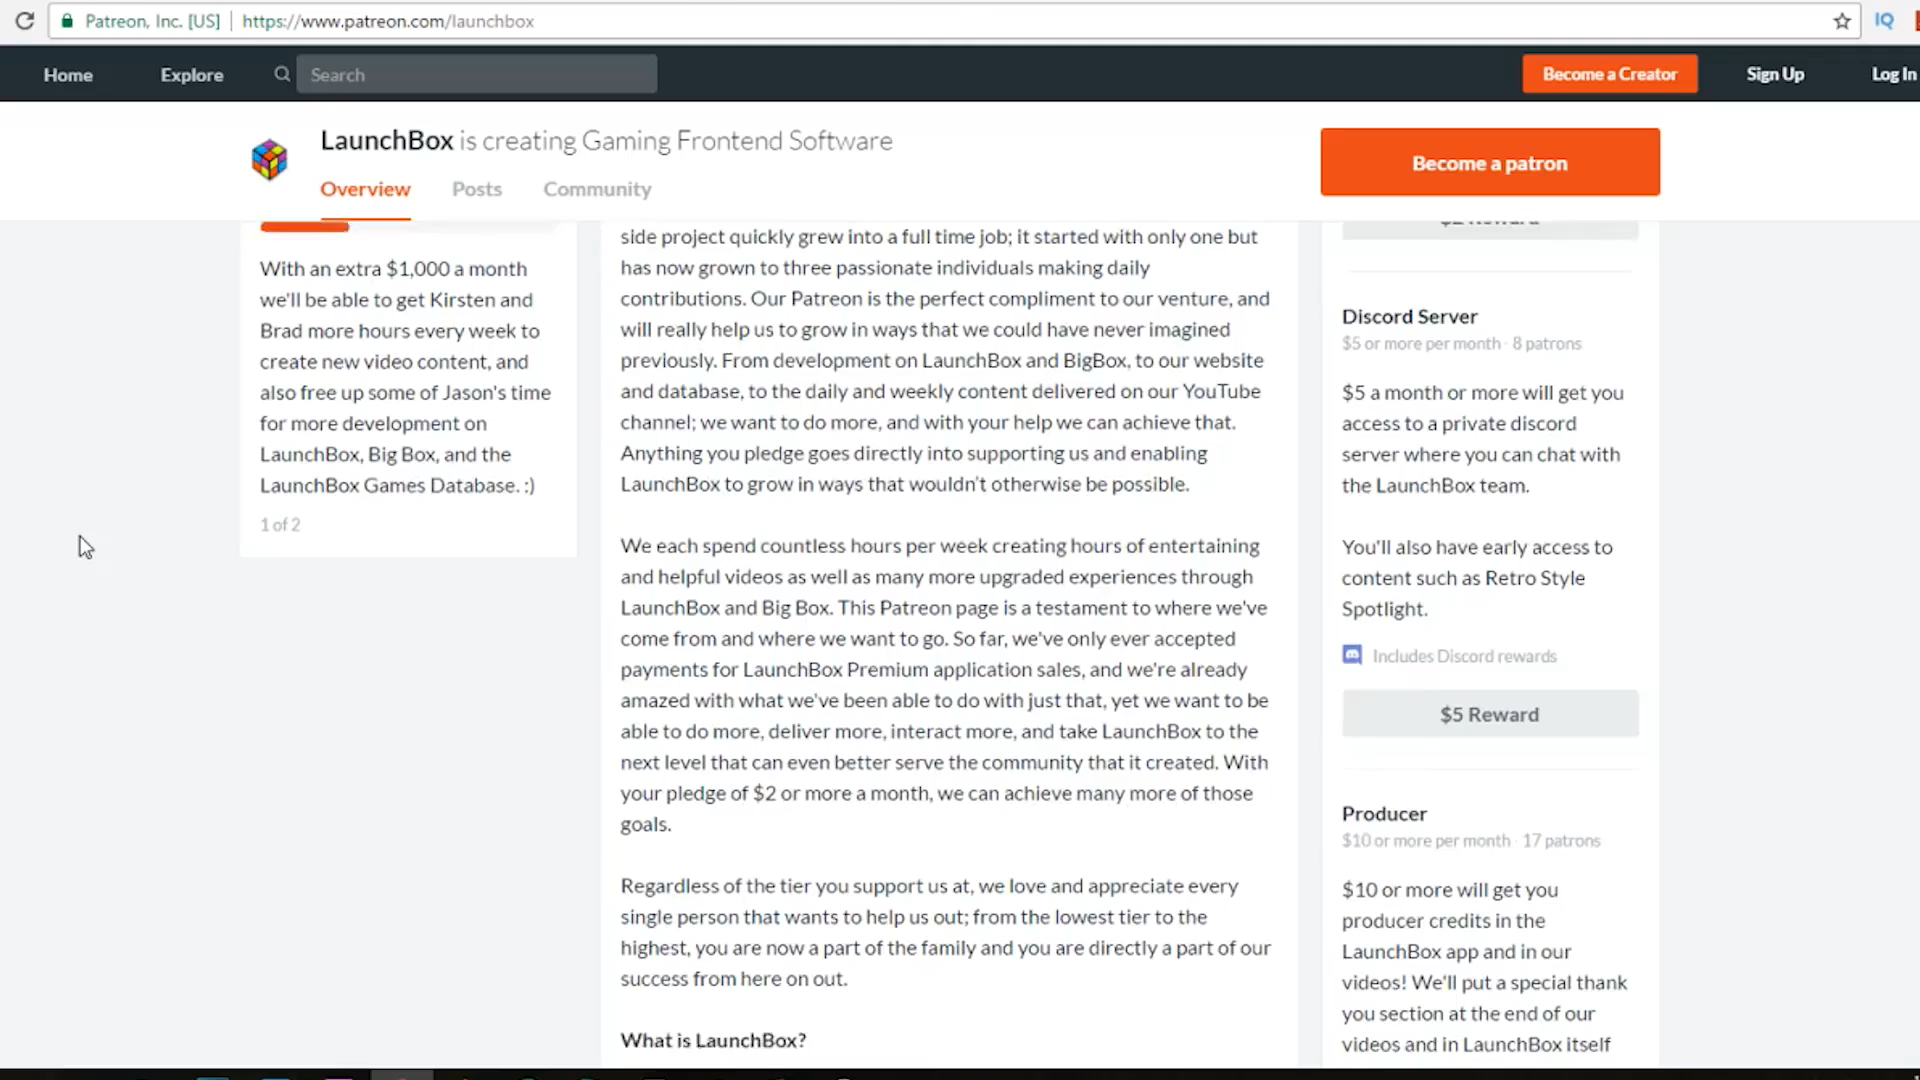 Patreon, Inc. [US]
https://www.patreon.com/launchbox
IQ
Home
Explore
Search
Become a Creator
Sign Up
Log In
LaunchBox is creating Gaming Frontend Software
Overview
Posts
Community
Become a patron
With an extra $1,000 a month
we'll be able to get Kirsten and
Brad more hours every week to
create new video content, and
also free up some of Jason's time
for more development on
LaunchBox, Big Box, and the
LaunchBox Games Database. :)
1 of 2
side project quickly grew into a full time job; it started with only one but
has now grown to three passionate individuals making daily
contributions. Our Patreon is the perfect compliment to our venture, and
will really help us to grow in ways that we could have never imagined
previously. From development on LaunchBox and BigBox, to our website
and database, to the daily and weekly content delivered on our YouTube
channel; we want to do more, and with your help we can achieve that.
Anything you pledge goes directly into supporting us and enabling
LaunchBox to grow in ways that wouldn't otherwise be possible.
We each spend countless hours per week creating hours of entertaining
and helpful videos as well as many more upgraded experiences through
LaunchBox and Big Box. This Patreon page is a testament to where we've
come from and where we want to go. So far, we've only ever accepted
payments for LaunchBox Premium application sales, and we're already
amazed with what we've been able to do with just that, yet we want to be
able to do more, deliver more, interact more, and take LaunchBox to the
next level that can even better serve the community that it created. With
your pledge of $2 or more a month, we can achieve many more of those
goals.
Regardless of the tier you support us at, we love and appreciate every
single person that wants to help us out; from the lowest tier to the
highest, you are now a part of the family and you are directly a part of our
success from here on out.
What is LaunchBox?
$2 Reward
Discord Server
$5 or more per month · 8 patrons
$5 a month or more will get you
access to a private discord
server where you can chat with
the LaunchBox team.
You'll also have early access to
content such as Retro Style
Spotlight.
Includes Discord rewards
$5 Reward
Producer
$10 or more per month · 17 patrons
$10 or more will get you
producer credits in the
LaunchBox app and in our
videos! We'll put a special thank
you section at the end of our
videos and in LaunchBox itself